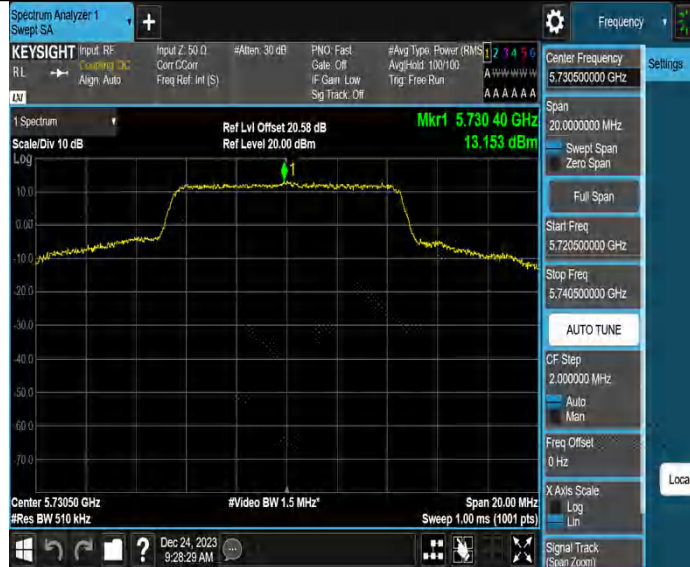 Spectrum Analyzer 1
Swept SA
+
Frequency
KEYSIGHT
RL
LXI
Input: RF
Coupling: DC
Align: Auto
Input Z: 50 Ω
Corr CCorr
Freq Ref: Int (S)
#Atten: 30 dB
PNO: Fast
Gate: Off
IF Gain: Low
Sig Track: Off
#Avg Type: Power (RMS
Avg|Hold: 100/100
Trig: Free Run
1 2 3 4 5 6
A W W W W W
A A A A A A
1 Spectrum
Scale/Div 10 dB
Log
Ref Lvl Offset 20.58 dB
Ref Level 20.00 dBm
Mkr1 5.730 40 GHz
13.153 dBm
1
10.0
0.00
-10.0
-20.0
-30.0
-40.0
-50.0
-60.0
-70.0
Center 5.73050 GHz
#Res BW 510 kHz
#Video BW 1.5 MHz*
Span 20.00 MHz
Sweep 1.00 ms (1001 pts)
?
Dec 24, 2023
9:28:29 AM
Center Frequency
5.730500000 GHz
Settings
Span
20.0000000 MHz
Swept Span
Zero Span
Full Span
Start Freq
5.720500000 GHz
Stop Freq
5.740500000 GHz
AUTO TUNE
CF Step
2.000000 MHz
Auto
Man
Freq Offset
0 Hz
X Axis Scale
Log
Lin
Loca
Signal Track
(Span Zoom)